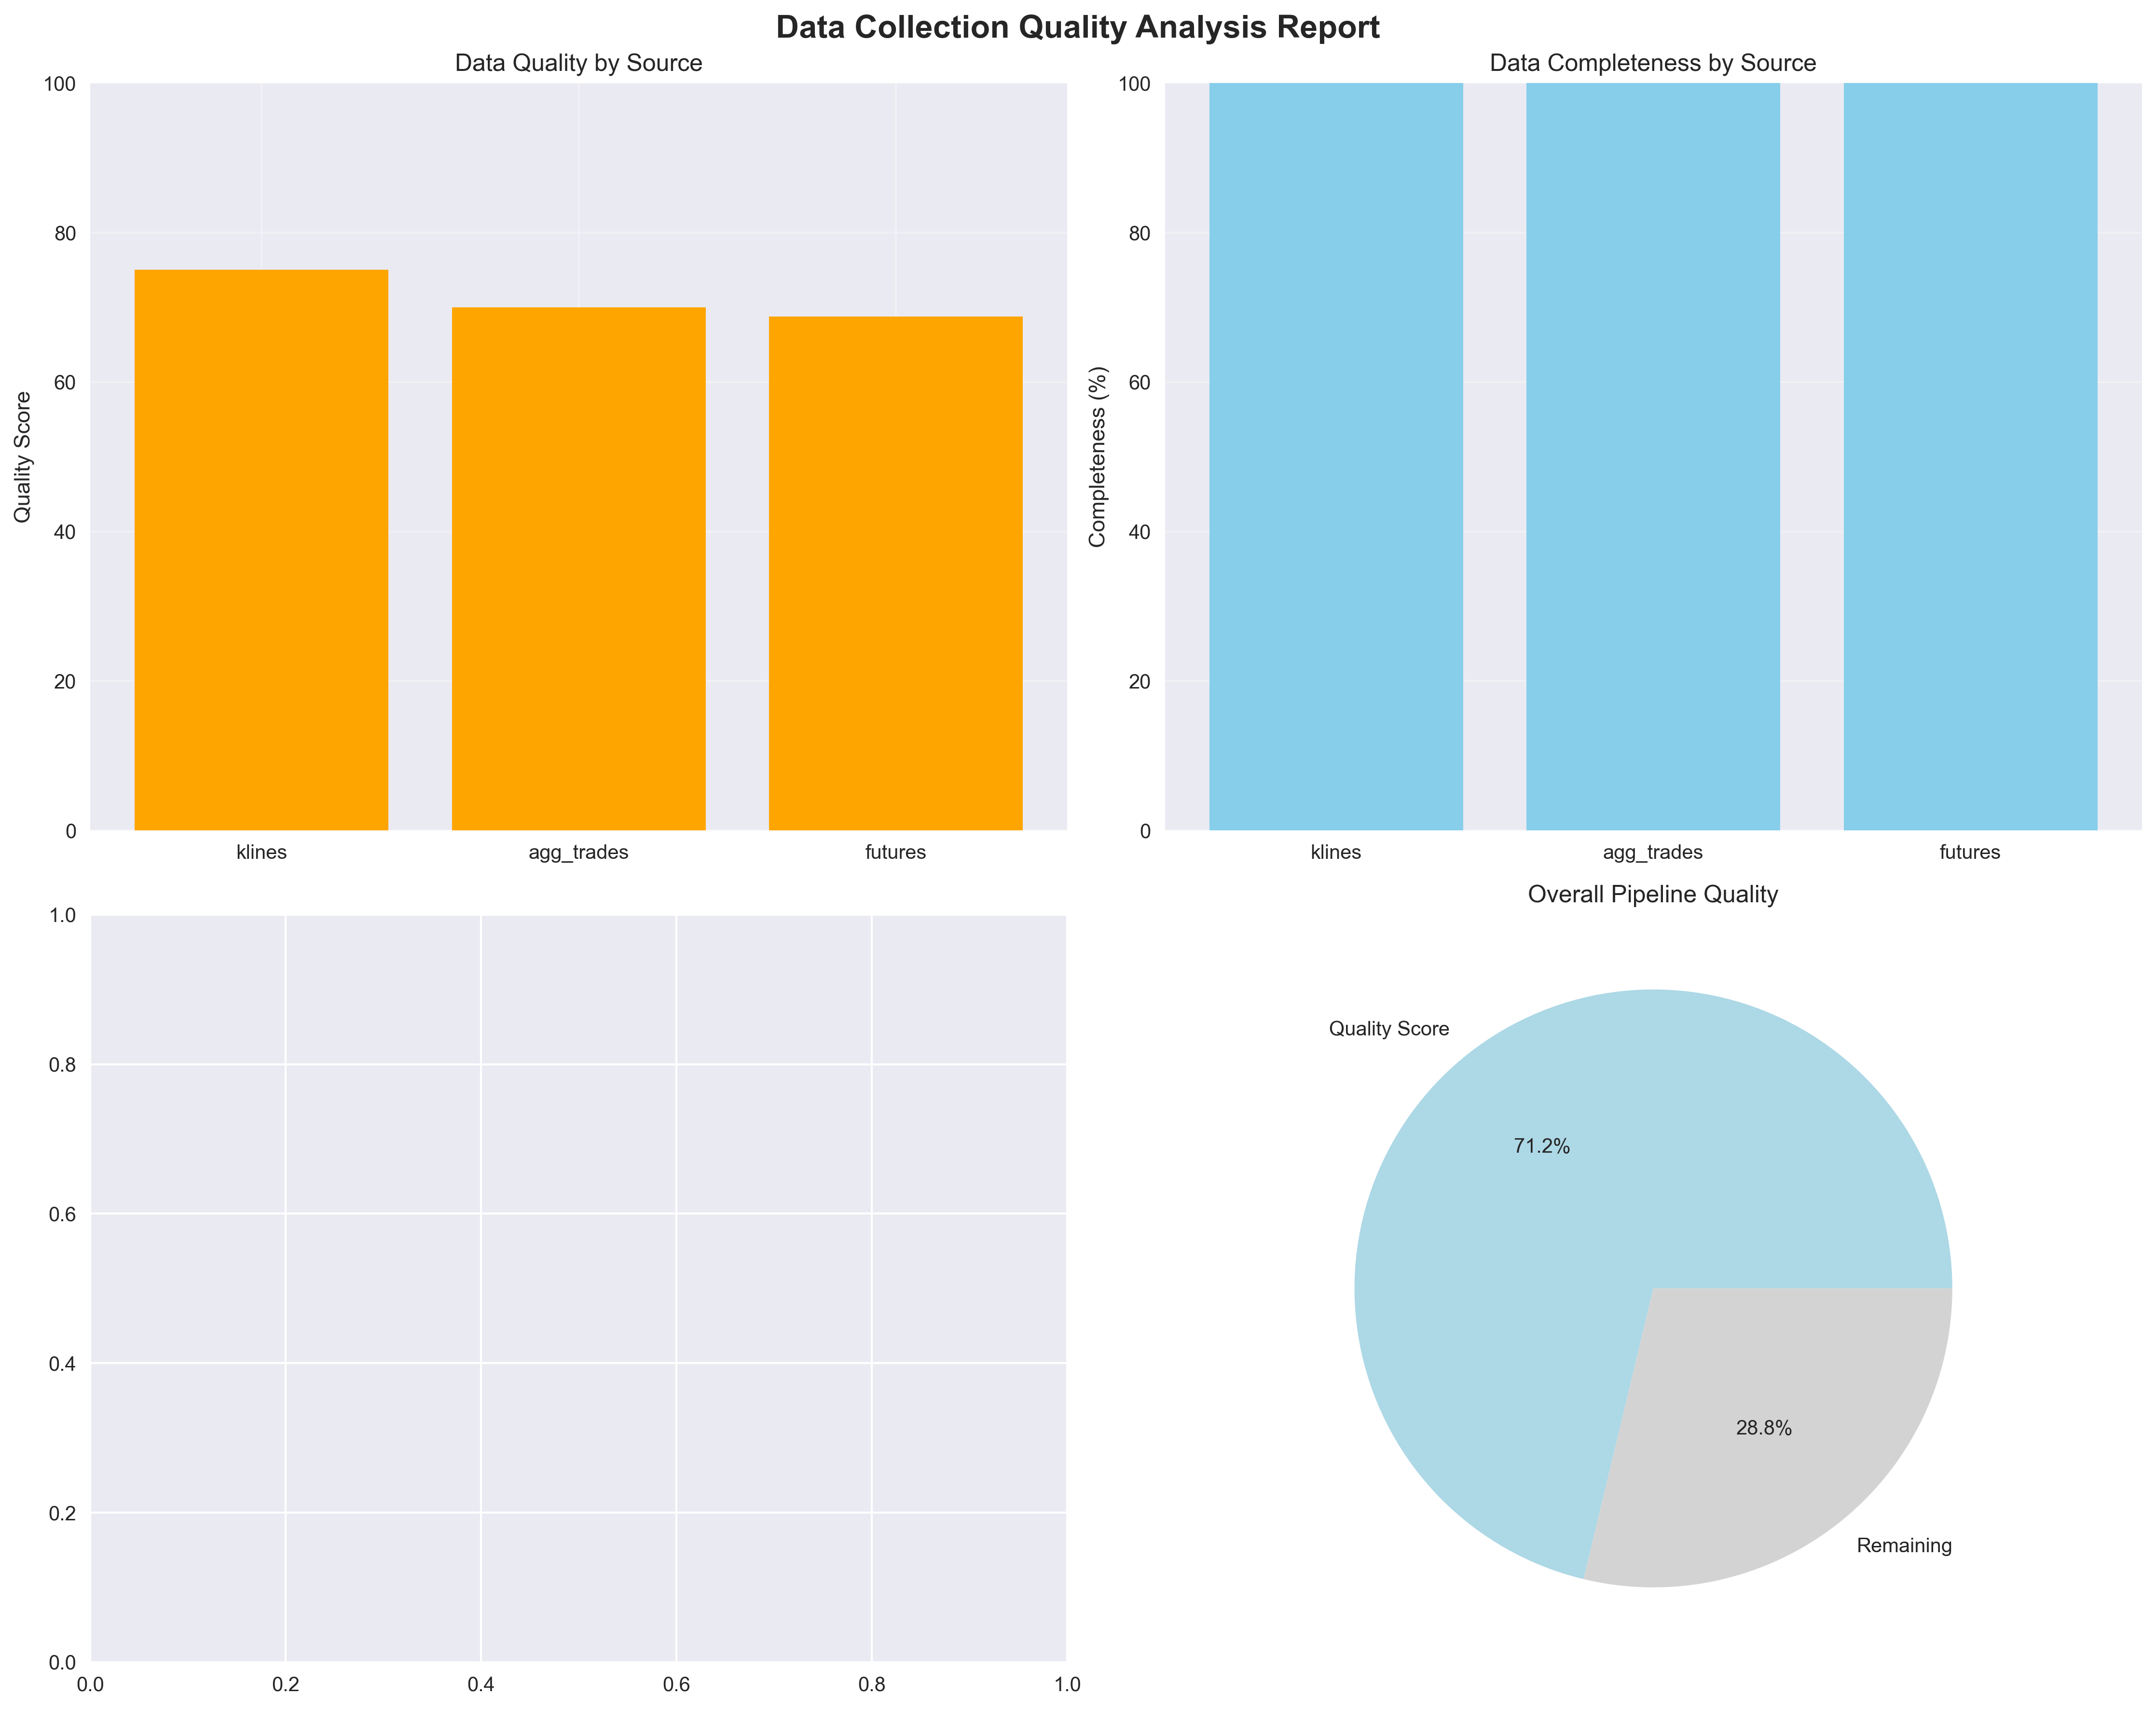 Data Collection Quality Analysis Report
Data Quality by Source
100
80
60
40
20
0
Quality Score
klines
agg_trades
futures
Data Completeness by Source
100
80
60
40
20
0
Completeness (%)
klines
agg_trades
futures
1.0
0.8
0.6
0.4
0.2
0.0
0.0 0.2 0.4 0.6 0.8 1.0
Overall Pipeline Quality
Quality Score
71.2%
28.8%
Remaining